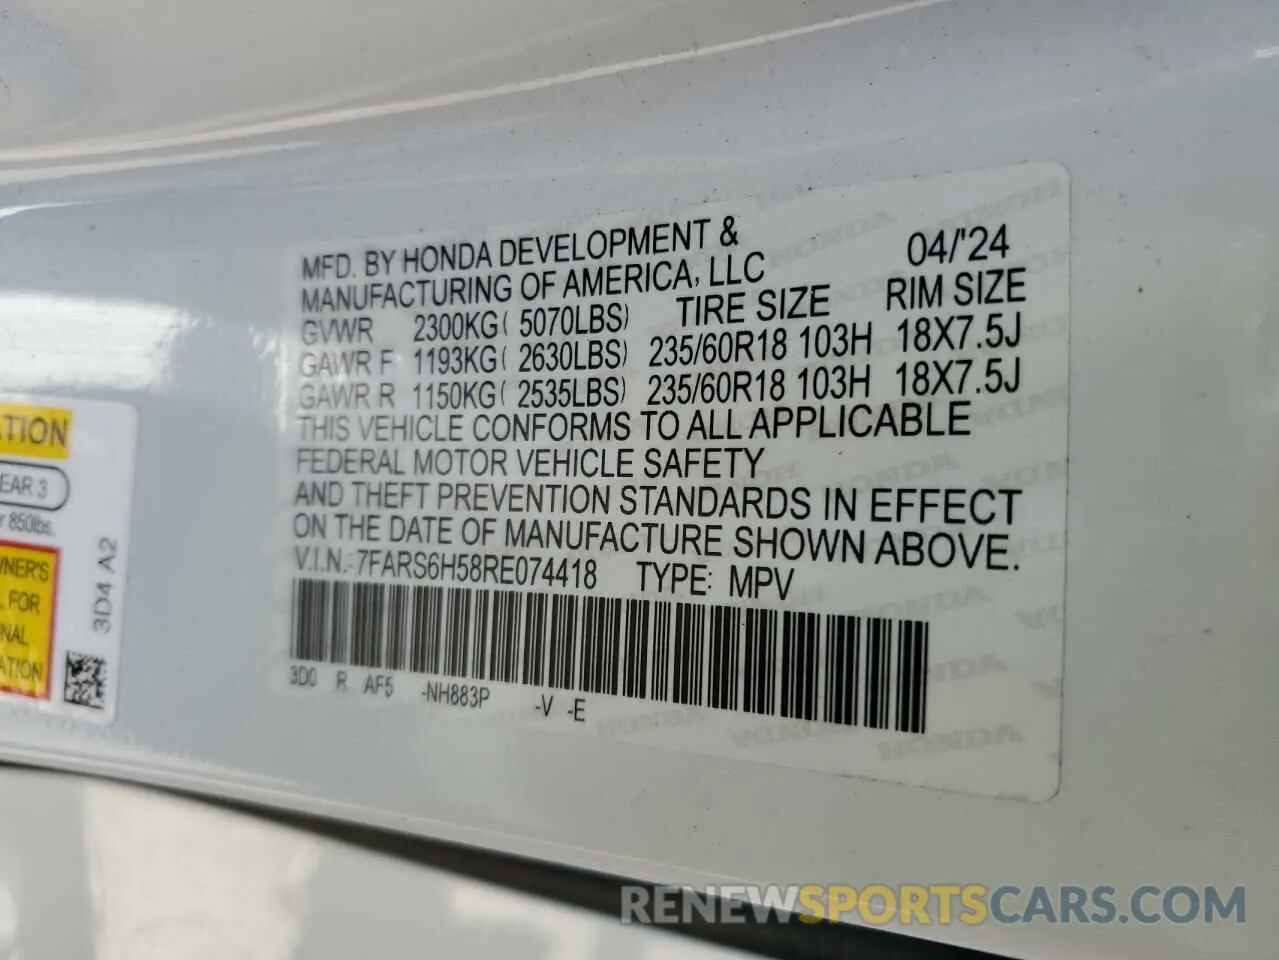 MFD. BY HONDA DEVELOPMENT &
MANUFACTURING OF AMERICA, LLC 04/'24
GVWR 2300KG( 5070LBS) TIRE SIZE RIM SIZE
GAWR F 1193KG( 2630LBS) 235/60R18 103H 18X7.5J
GAWR R 1150KG( 2535LBS) 235/60R18 103H 18X7.5J
THIS VEHICLE CONFORMS TO ALL APPLICABLE
FEDERAL MOTOR VEHICLE SAFETY
AND THEFT PREVENTION STANDARDS IN EFFECT
ON THE DATE OF MANUFACTURE SHOWN ABOVE.
V.I.N.: 7FARS6H58RE074418 TYPE: MPV
3D0 R AF5 -NH883P -V -E
ATION
EAR 3
r 850lbs.
WNER'S
L FOR
NAL
ATION
3D4 A2
RENEWSPORTSCARS.COM